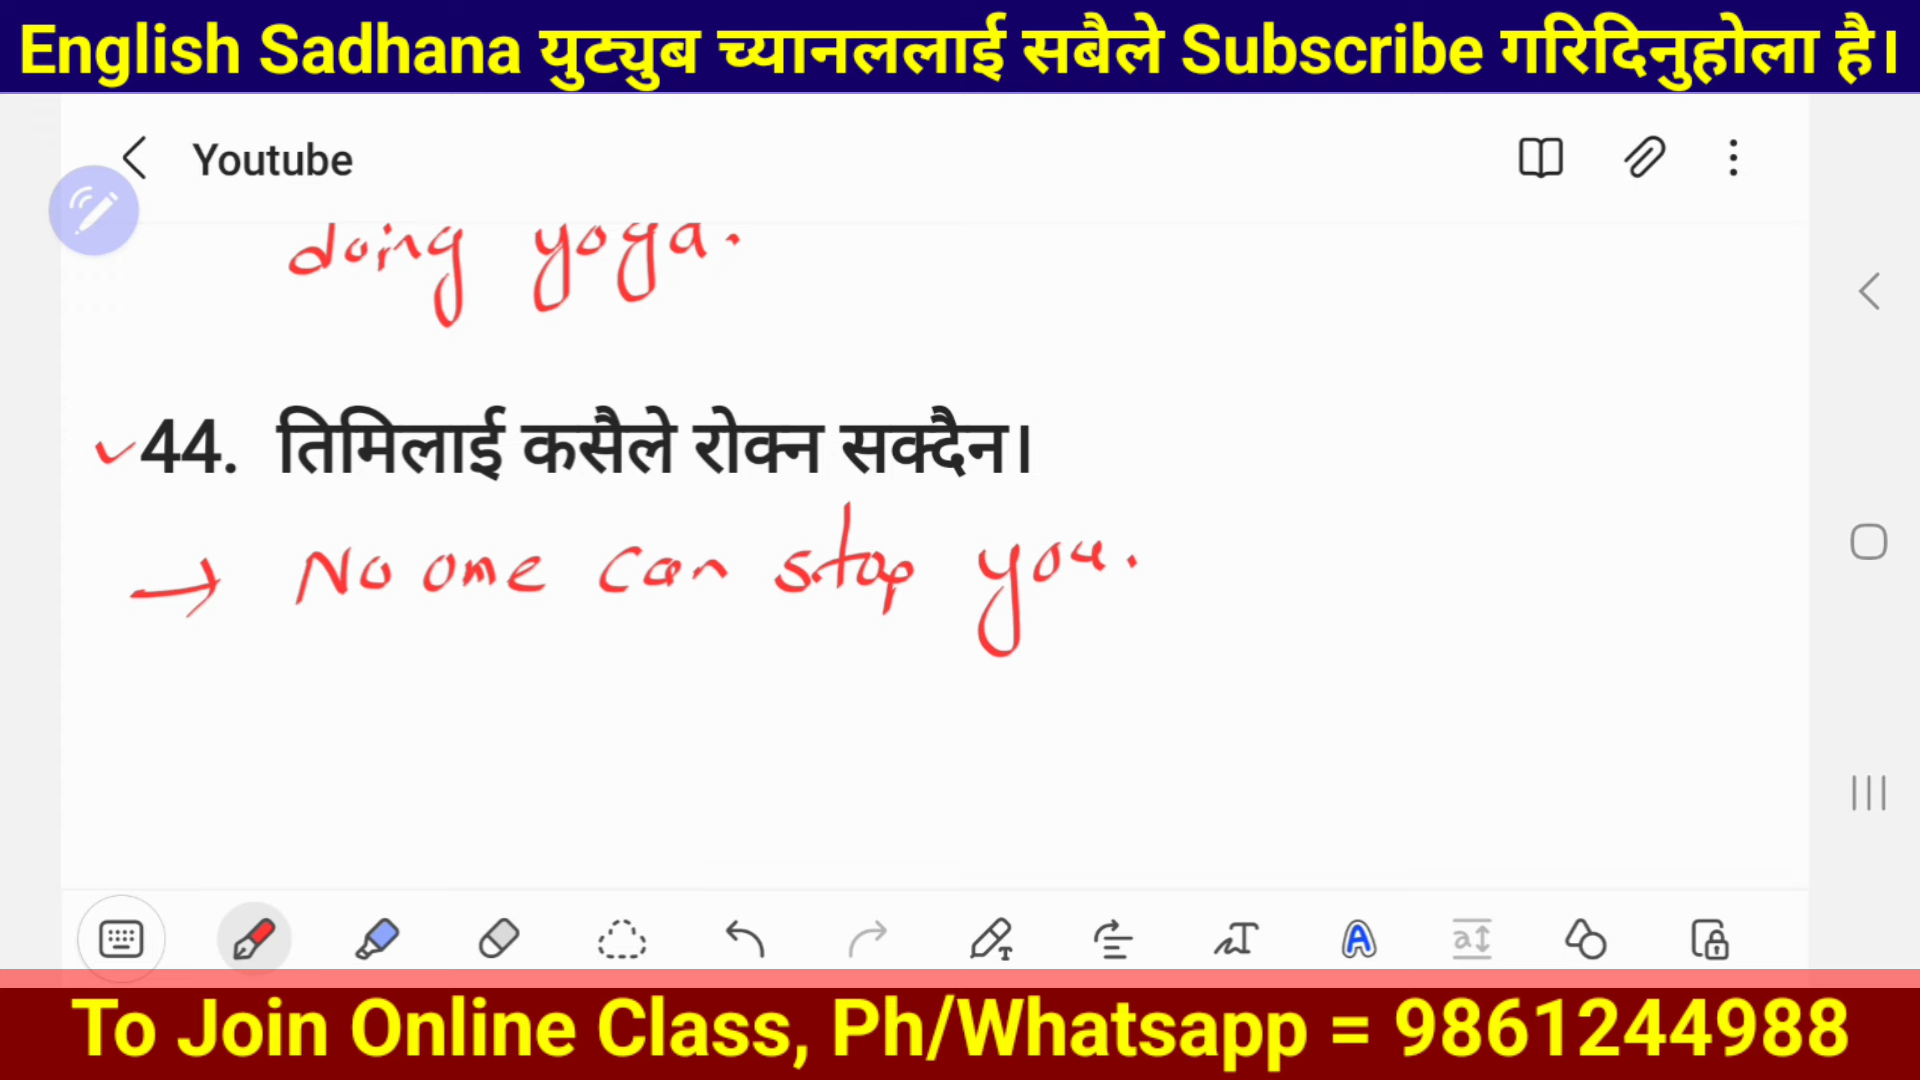 English Sadhana युट्युब च्यानललाई सबैले Subscribe गरिदिनुहोला है।
Youtube
doing yoga.
44. तिमिलाई कसैले रोक्न सक्दैन।
→ No one can stop you.
To Join Online Class, Ph/Whatsapp = 9861244988